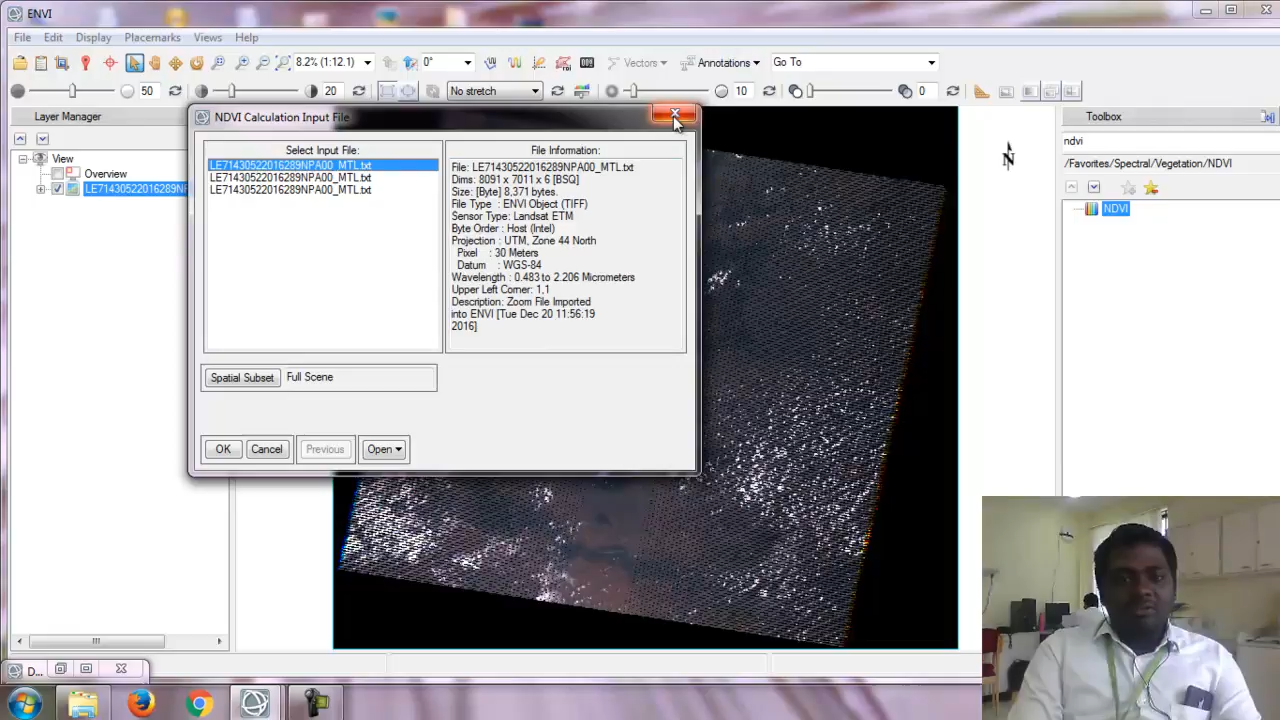 ENVI
File Edit Display Placemarks Views Help
8.2% (1:12.1) 0° Vectors Annotations Go To
50 20 No stretch 10 0
Layer Manager
View
Overview
LE71430522016289NP
NDVI Calculation Input File
Select Input File:
LE71430522016289NPA00_MTL.txt
LE71430522016289NPA00_MTL.txt
LE71430522016289NPA00_MTL.txt
File Information:
File: LE71430522016289NPA00_MTL.txt
Dims: 8091 x 7011 x 6 [BSQ]
Size: [Byte] 8,371 bytes.
File Type : ENVI Object (TIFF)
Sensor Type: Landsat ETM
Byte Order : Host (Intel)
Projection : UTM, Zone 44 North
Pixel : 30 Meters
Datum : WGS-84
Wavelength : 0.483 to 2.206 Micrometers
Upper Left Corner: 1,1
Description: Zoom File Imported
into ENVI [Tue Dec 20 11:56:19
2016]
Spatial Subset Full Scene
OK Cancel Previous Open
N
Toolbox
ndvi
/Favorites/Spectral/Vegetation/NDVI
NDVI
D...